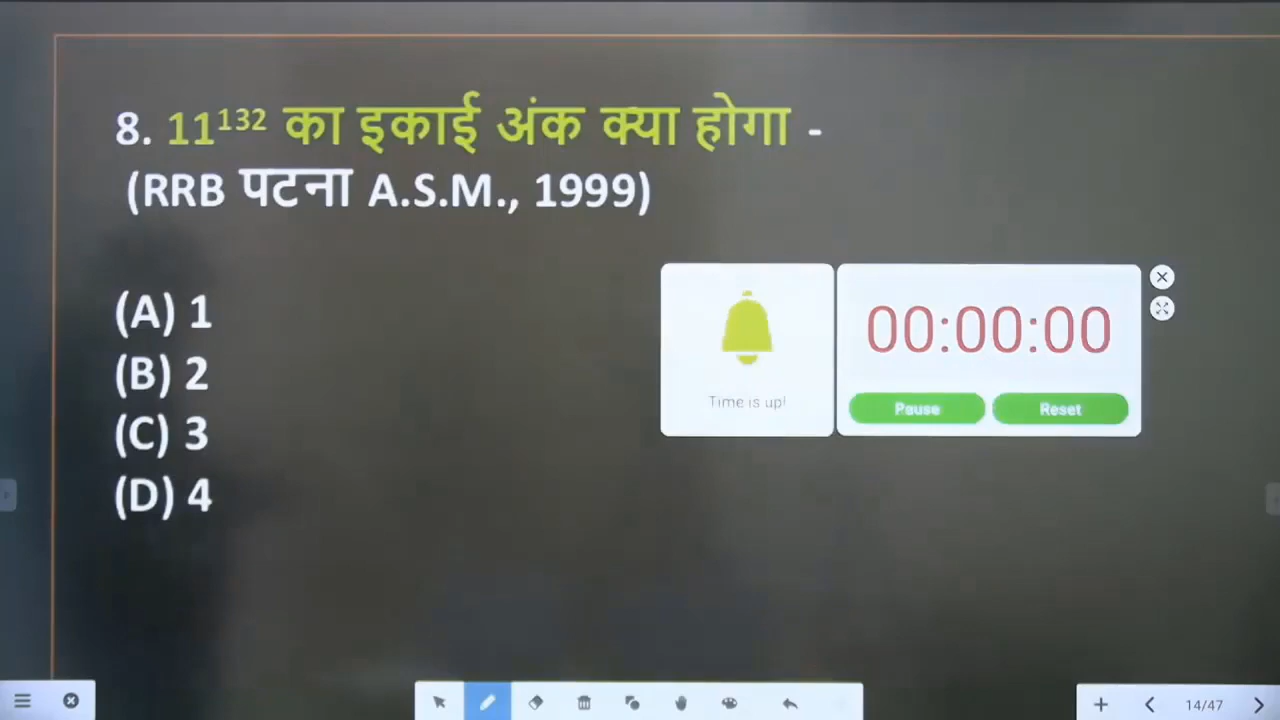 8. 11¹³² का इकाई अंक क्या होगा -
(RRB पटना A.S.M., 1999)
(A) 1
(B) 2
(C) 3
(D) 4
00:00:00
Time is up!
Pause
Reset
14/47